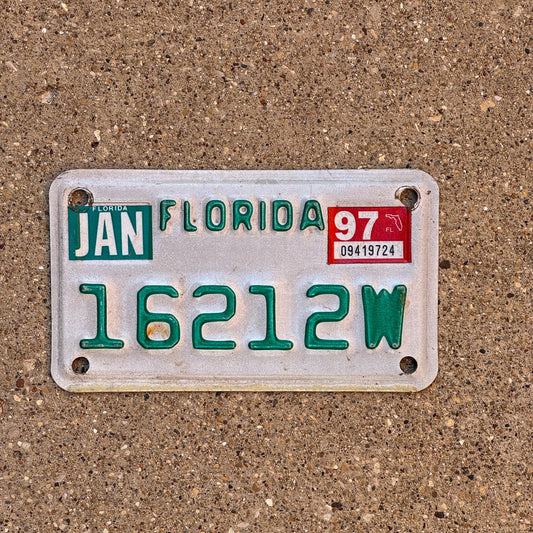 FLORIDA
JAN
FLORIDA
97
FL
09419724
16212W